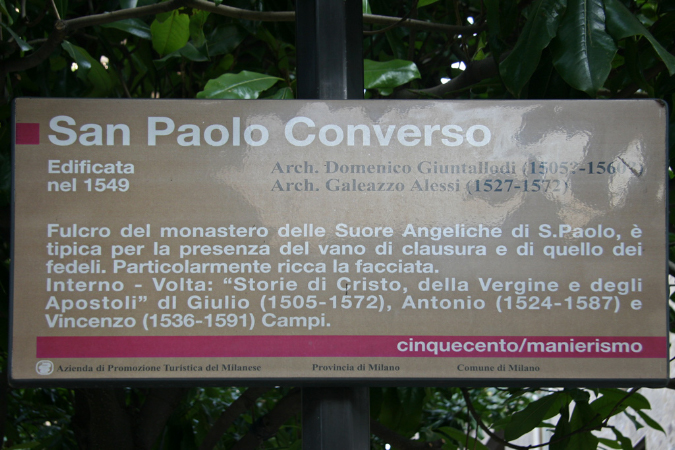 San Paolo Converso
Edificata Arch. Domenico Giuntallodi (1505?-1560?)
nel 1549 Arch. Galeazzo Alessi (1527-1572)
Fulcro del monastero delle Suore Angeliche di S.Paolo, è
tipica per la presenza del vano di clausura e di quello dei
fedeli. Particolarmente ricca la facciata.
Interno - Volta: “Storie di Cristo, della Vergine e degli
Apostoli” dI Giulio (1505-1572), Antonio (1524-1587) e
Vincenzo (1536-1591) Campi.
cinquecento/manierismo
Azienda di Promozione Turistica del Milanese Provincia di Milano Comune di Milano